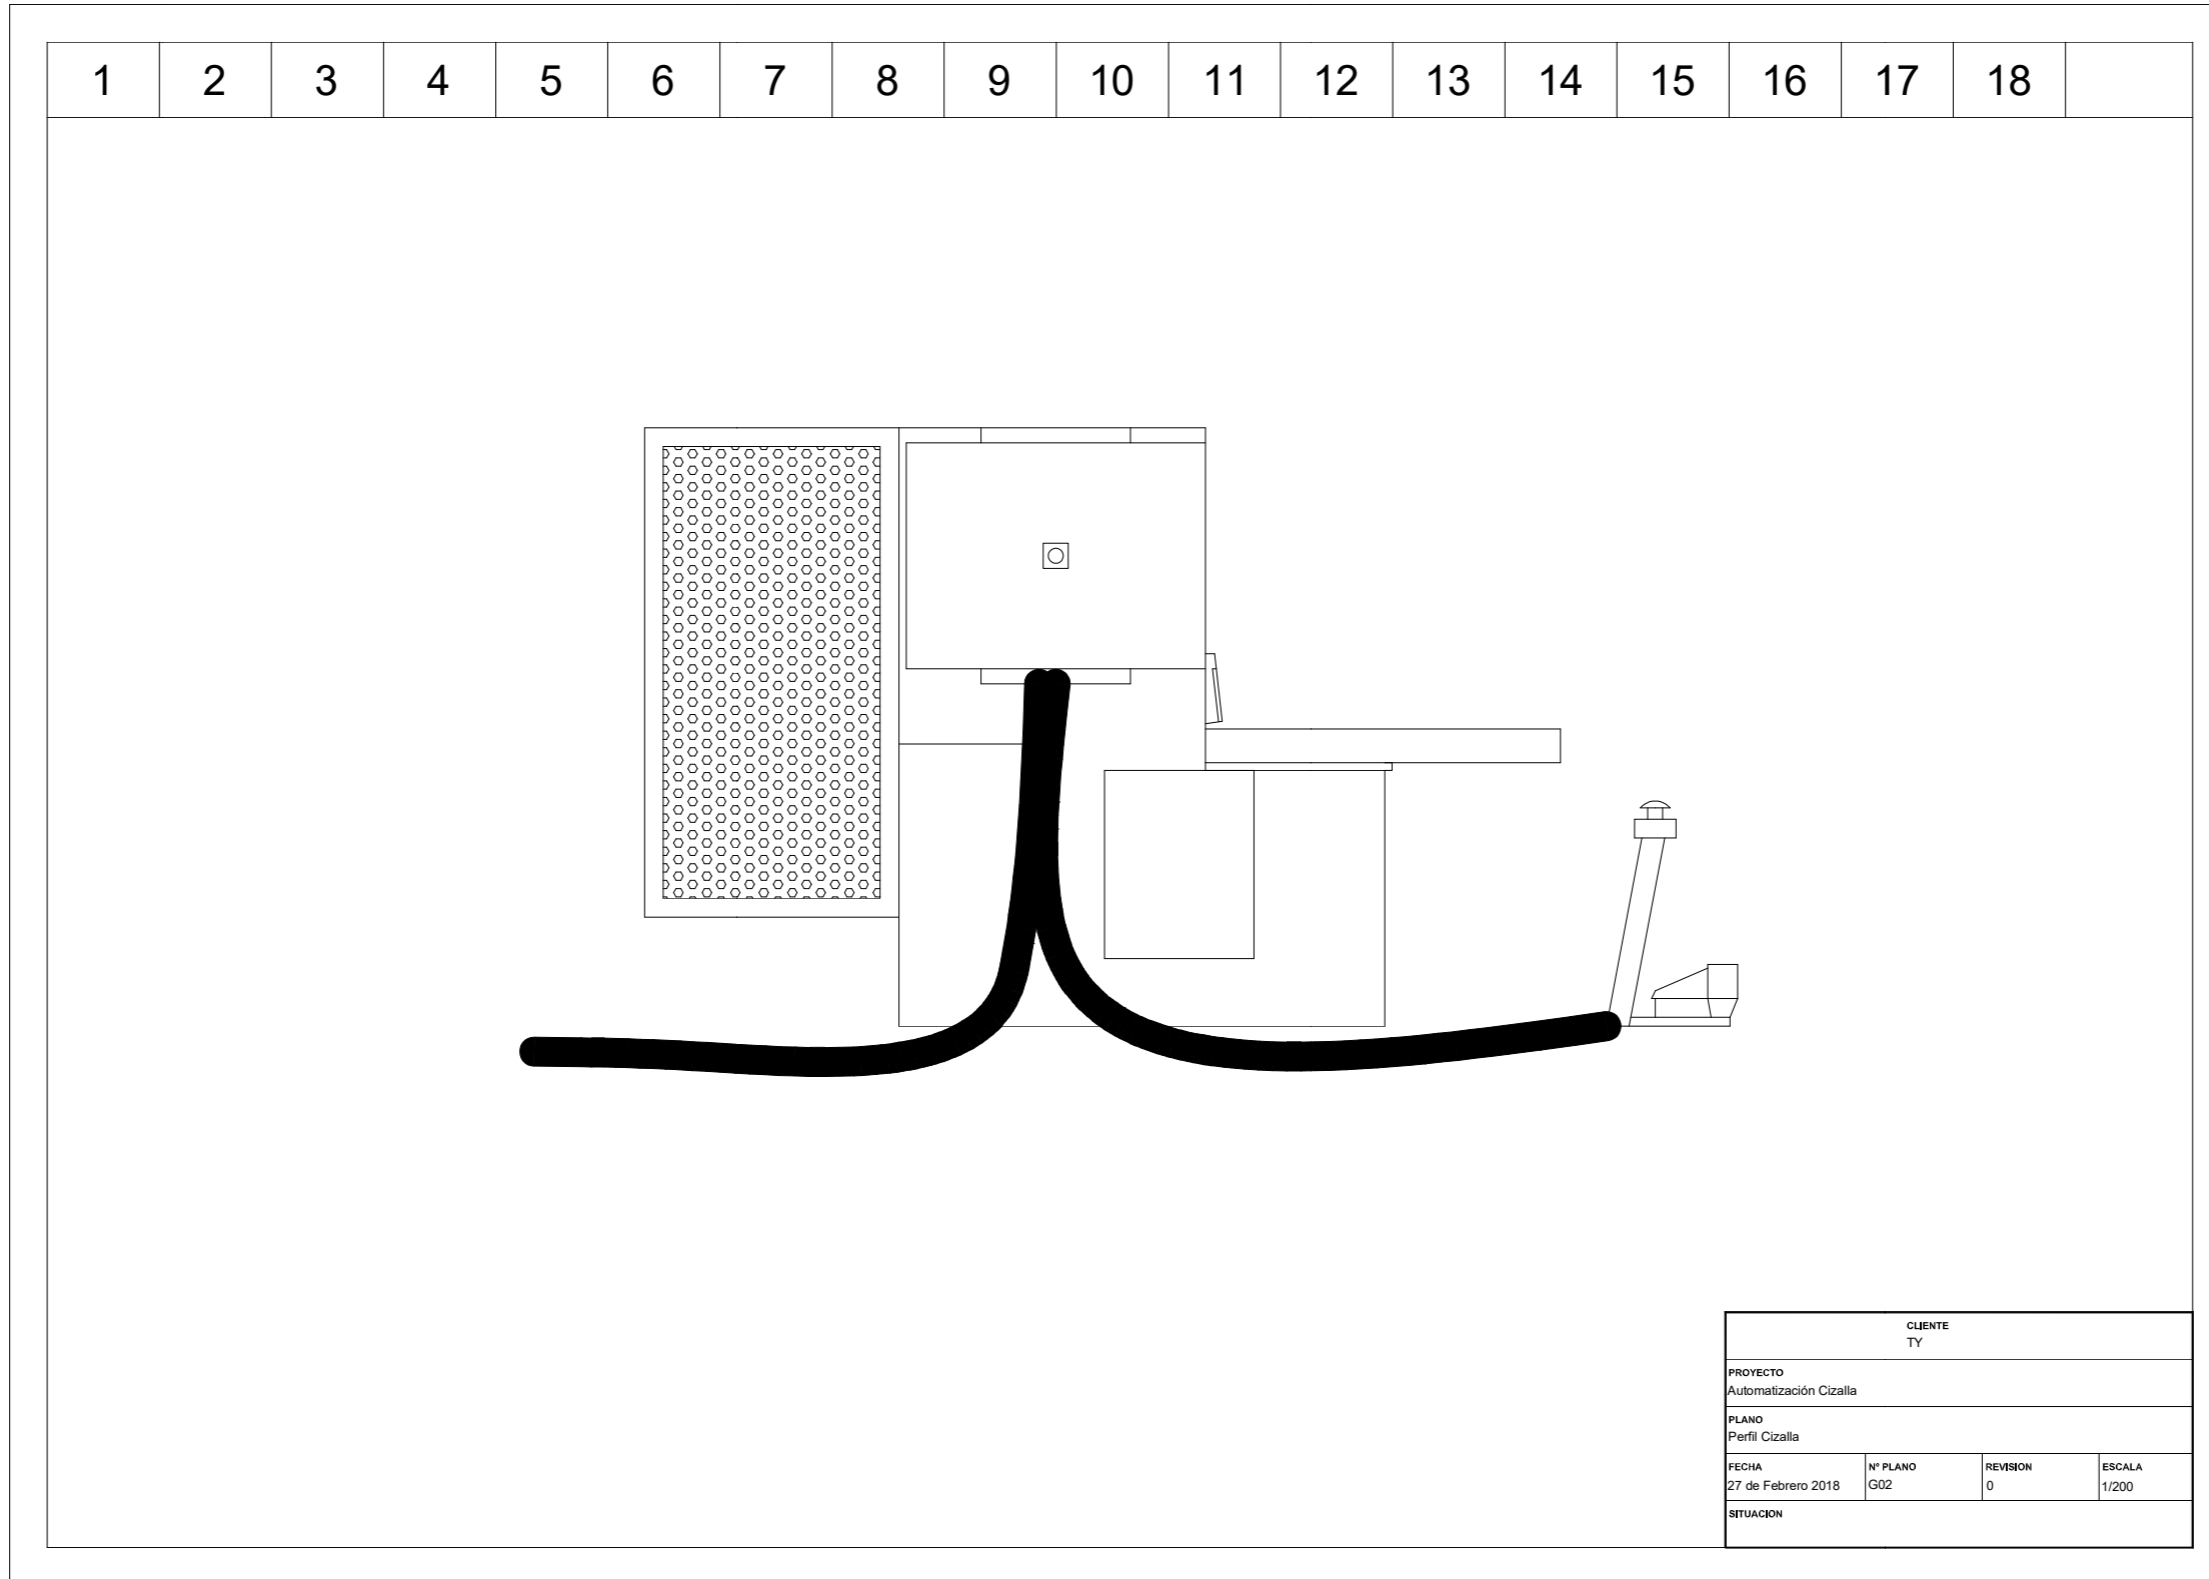 1 2 3 4 5 6 7 8 9 10 11 12 13 14 15 16 17 18
CLIENTE
TY
PROYECTO
Automatización Cizalla
PLANO
Perfil Cizalla
FECHA Nº PLANO REVISION ESCALA
27 de Febrero 2018 G02 0 1/200
SITUACION